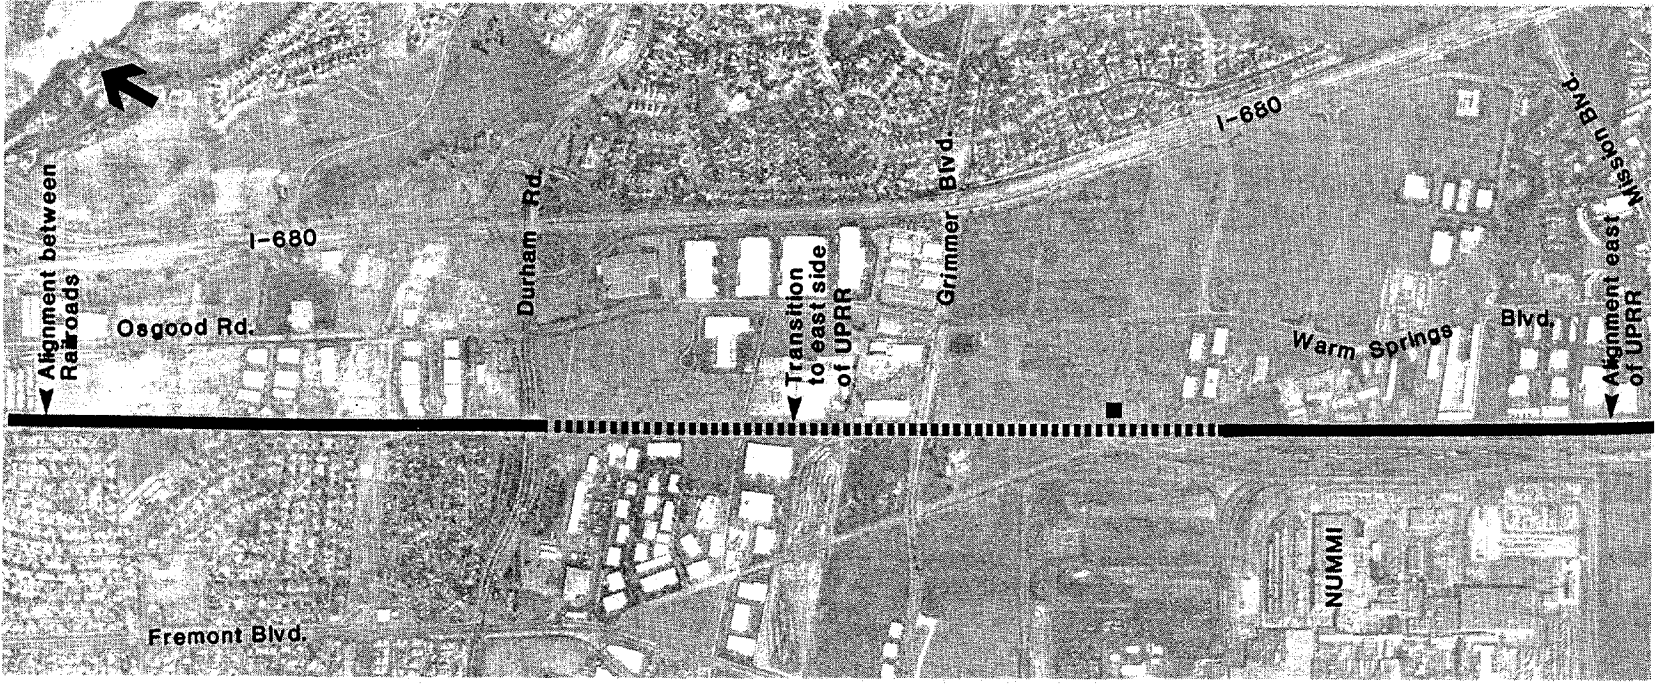 Mission Blvd.
I-680
Grimmer Blvd.
Durham Rd.
I-680
Alignment between
Railroads
Osgood Rd.
Transition
to east side
of UPRR
Warm Springs Blvd.
Alignment east
of UPRR
NUMMI
Fremont Blvd.